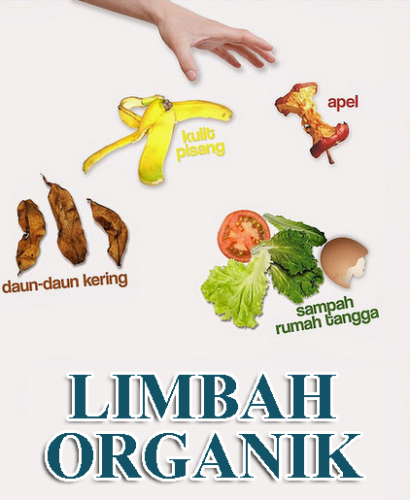 apel
kulit
pisang
daun-daun kering
sampah
rumah tangga
LIMBAH
ORGANIK